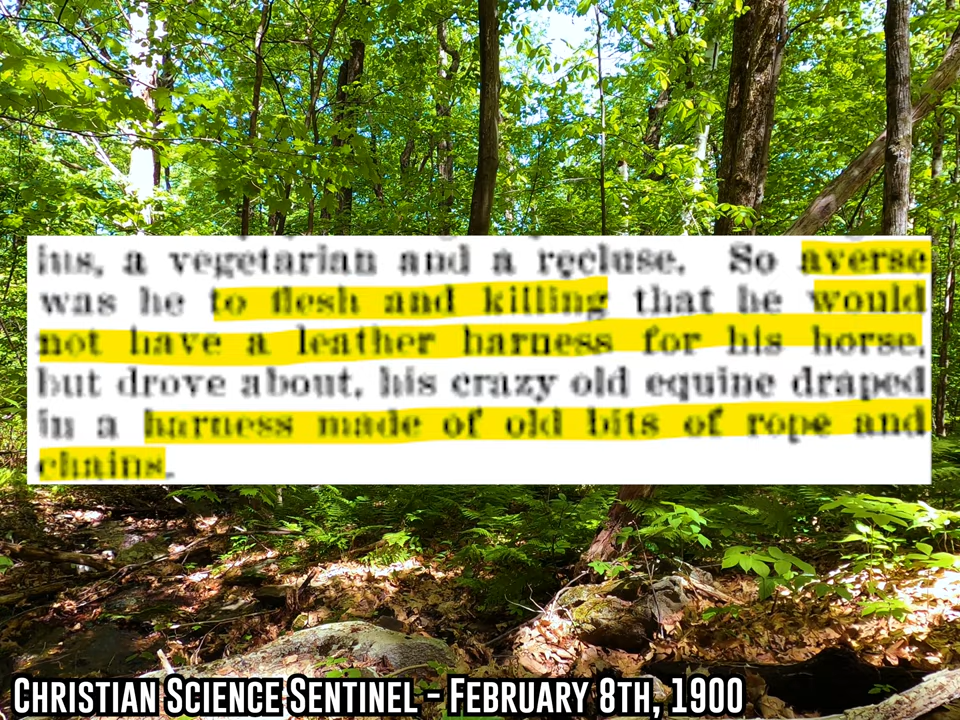 ins, a vegetarian and a recluse. So averse
was he to flesh and killing that he would
not have a leather harness for his horse,
but drove about, his crazy old equine draped
in a harness made of old bits of rope and
chains.
Christian Science Sentinel - February 8th, 1900